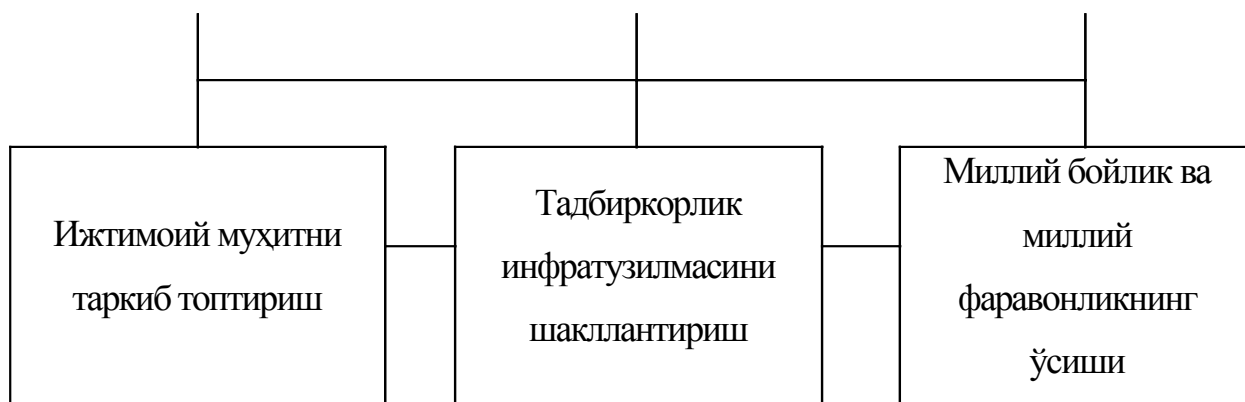 Ижтимоий муҳитни
таркиб топтириш
Тадбиркорлик
инфратузилмасини
шакллантириш
Миллий бойлик ва
миллий
фаравонликнинг
ўсиши